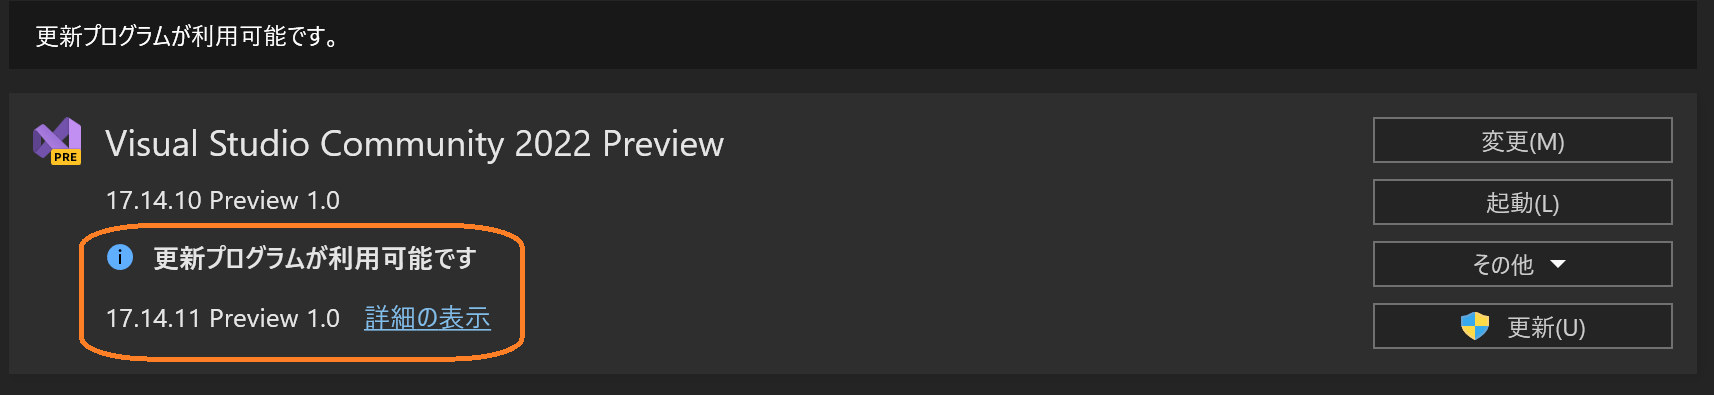 更新プログラムが利用可能です。
PRE
Visual Studio Community 2022 Preview
17.14.10 Preview 1.0
更新プログラムが利用可能です
17.14.11 Preview 1.0 詳細の表示
変更(M)
起動(L)
その他
更新(U)